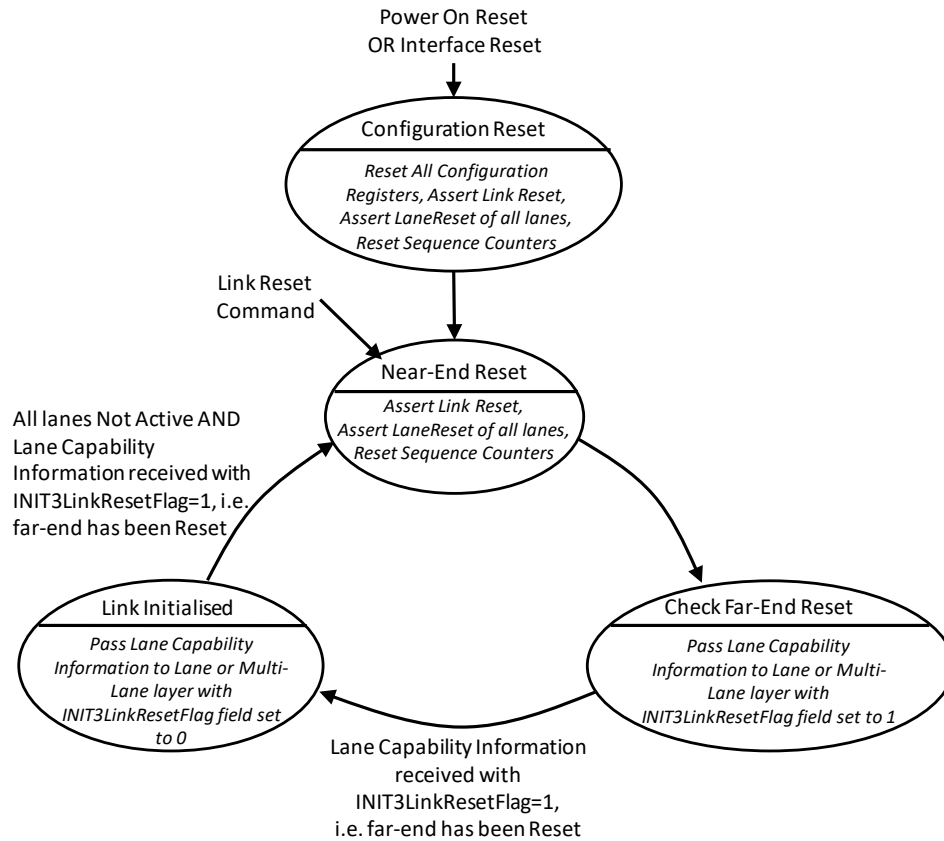 Power On Reset
OR Interface Reset
Configuration Reset
Reset All Configuration
Registers, Assert Link Reset,
Assert LaneReset of all lanes,
Reset Sequence Counters
Link Reset
Command
Near-End Reset
Assert Link Reset,
Assert LaneReset of all lanes,
Reset Sequence Counters
All lanes Not Active AND
Lane Capability
Information received with
INIT3LinkResetFlag=1, i.e.
far-end has been Reset
Link Initialised
Pass Lane Capability
Information to Lane or Multi-
Lane layer with
INIT3LinkResetFlag field set
to 0
Check Far-End Reset
Pass Lane Capability
Information to Lane or Multi-
Lane layer with
INIT3LinkResetFlag field set to 1
Lane Capability Information
received with
INIT3LinkResetFlag=1,
i.e. far-end has been Reset